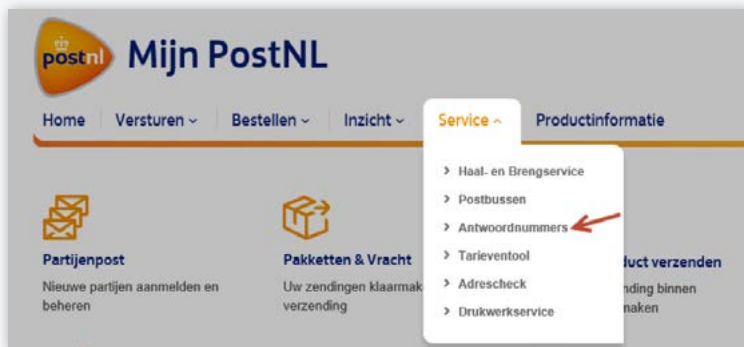 postnl
Mijn PostNL
Home Versturen Bestellen Inzicht Service Productinformatie
Haal- en Brengservice
Postbussen
Antwoordnummers
Tarieventool
Adrescheck
Drukwerkservice
Partijenpost
Nieuwe partijen aanmelden en
beheren
Pakketten & Vracht
Uw zendingen klaarmak
verzending
duct verzenden
nding binnen
maken